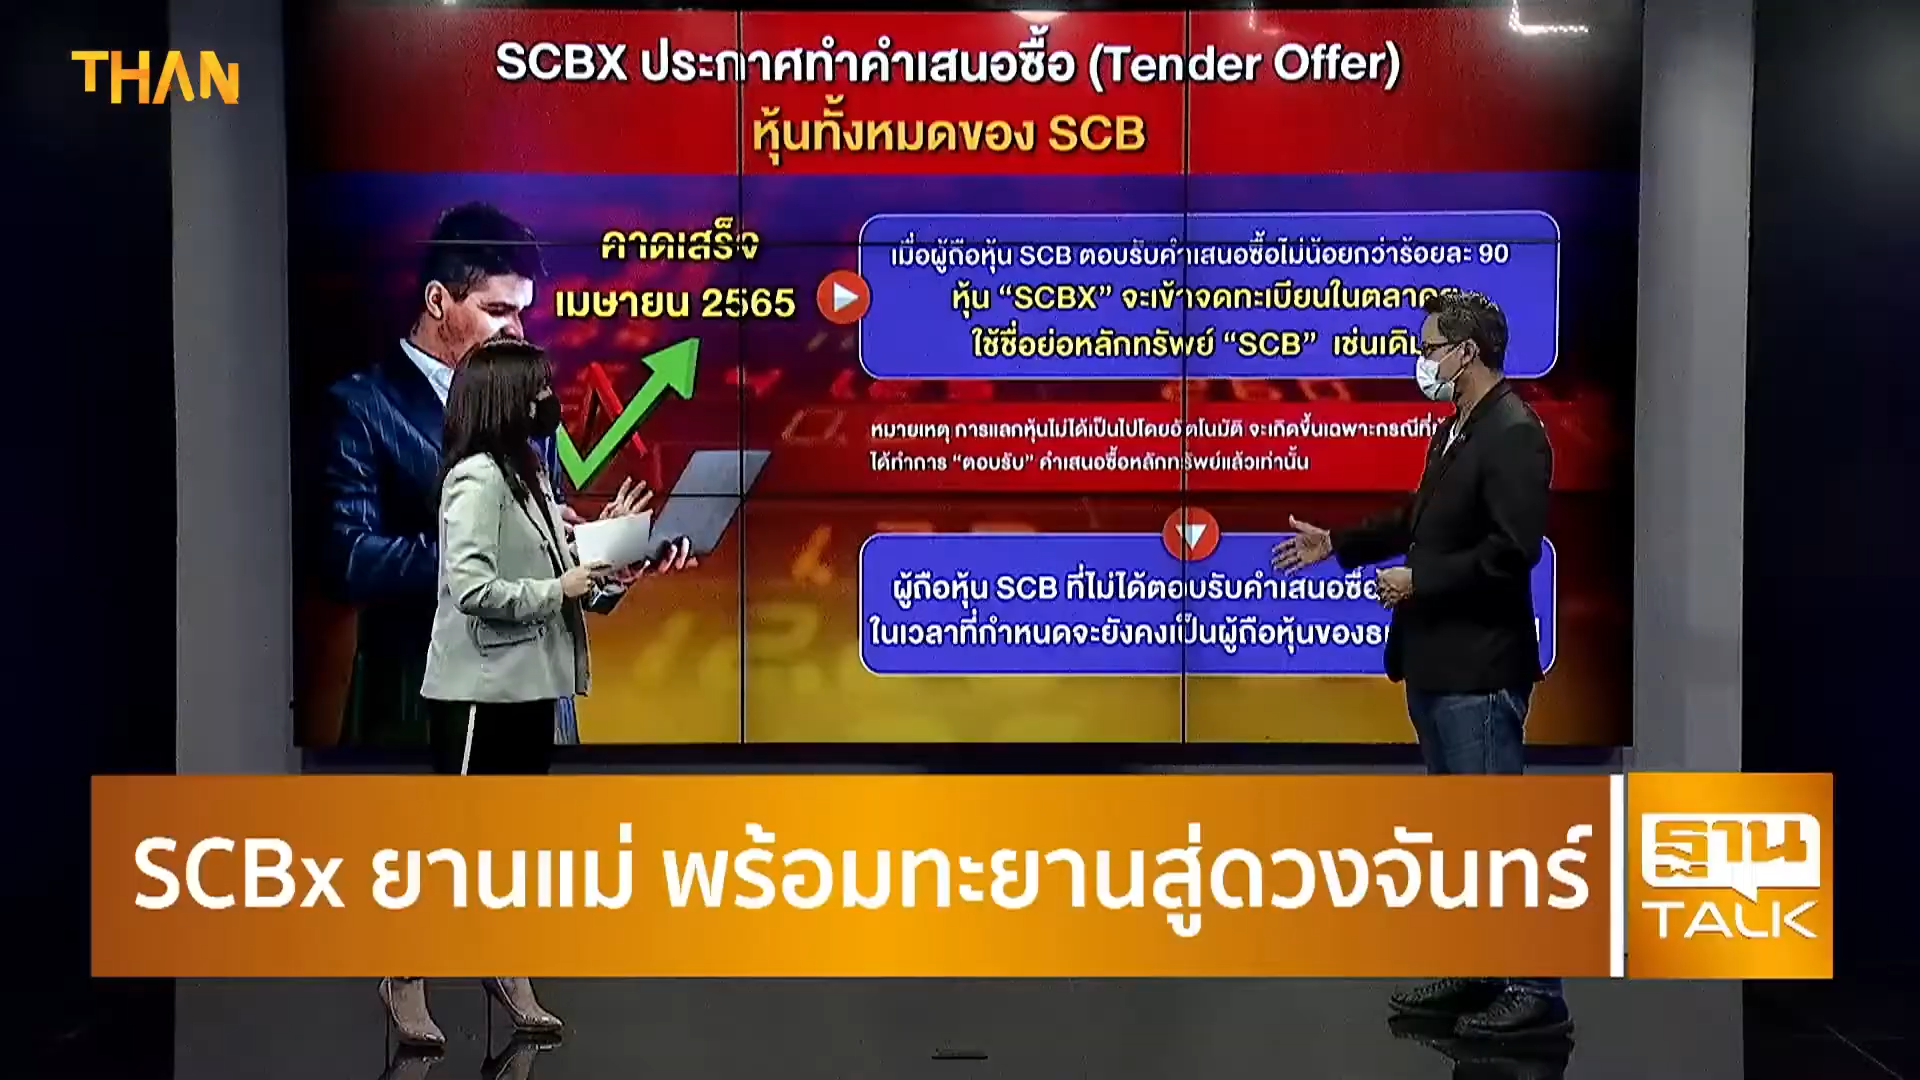 THAN
SCBX ประกาศทำคำเสนอซื้อ (Tender Offer)
หุ้นทั้งหมดของ SCB
คาดเสร็จ
เมษายน 2565
เมื่อผู้ถือหุ้น SCB ตอบรับคำเสนอซื้อไม่น้อยกว่าร้อยละ 90
หุ้น “SCBX” จะเข้าจดทะเบียนในตลาด
ใช้ชื่อย่อหลักทรัพย์ “SCB” เช่นเดิม
หมายเหตุ การแลกหุ้นไม่ได้เป็นไปโดยอัตโนมัติ จะเกิดขึ้นเฉพาะกรณีที่
ได้ทำการ “ตอบรับ” คำเสนอซื้อหลักทรัพย์แล้วเท่านั้น
ผู้ถือหุ้น SCB ที่ไม่ได้ตอบรับคำเสนอซื้อ
ในเวลาที่กำหนดจะยังคงเป็นผู้ถือหุ้นของ
SCBx ยานแม่ พร้อมทะยานสู่ดวงจันทร์
ฐาน
TALK